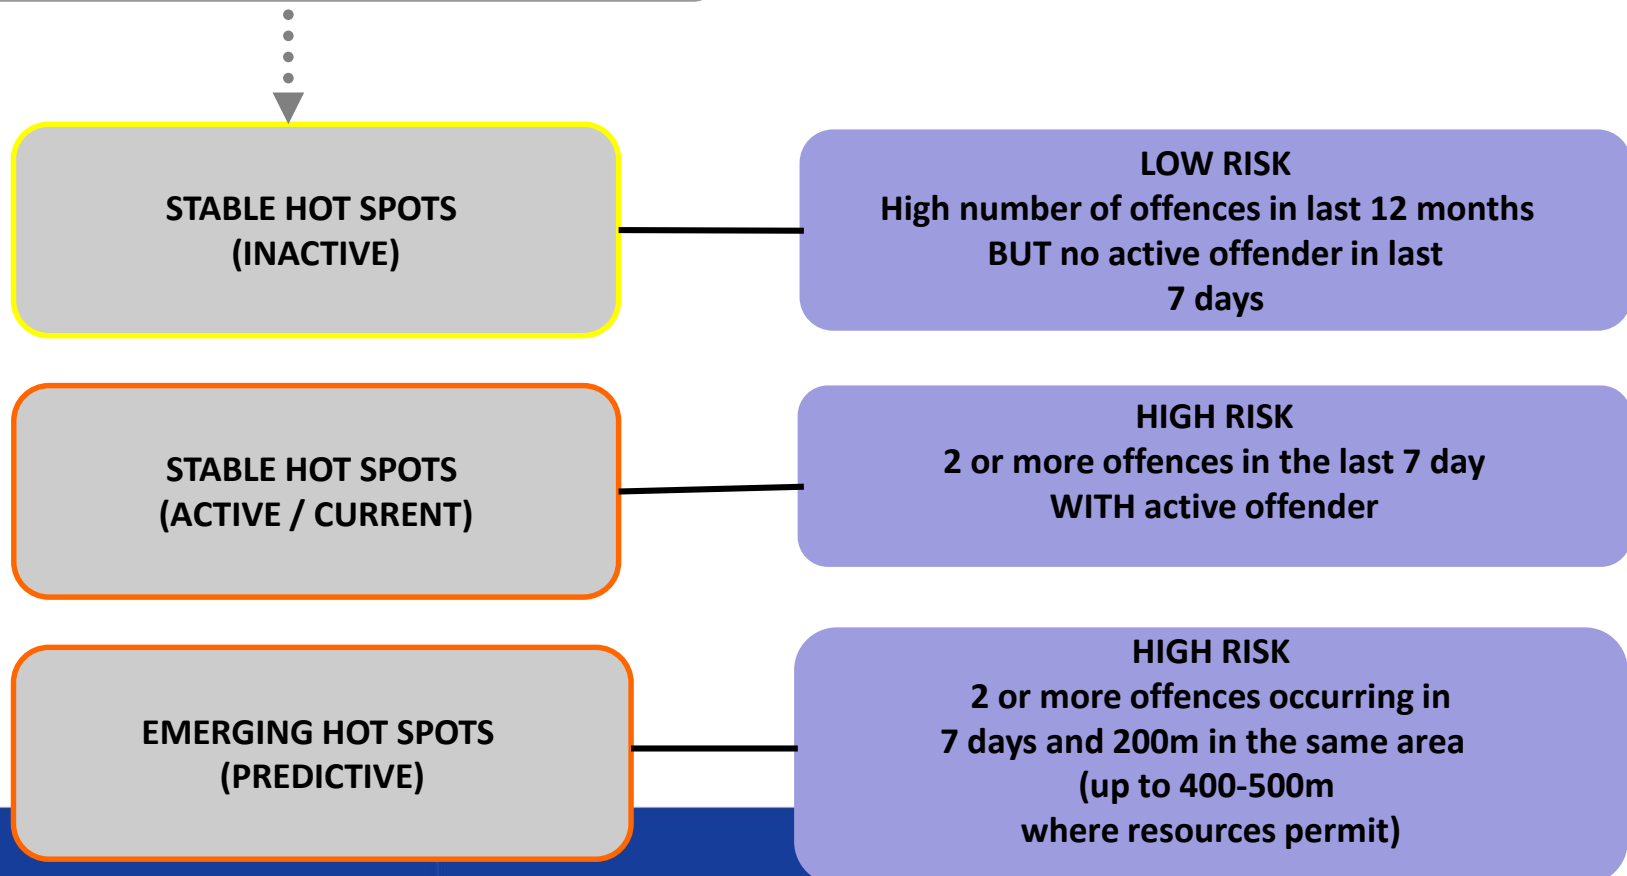 STABLE HOT SPOTS
(INACTIVE)
LOW RISK
High number of offences in last 12 months
BUT no active offender in last
7 days
STABLE HOT SPOTS
(ACTIVE / CURRENT)
HIGH RISK
2 or more offences in the last 7 day
WITH active offender
EMERGING HOT SPOTS
(PREDICTIVE)
HIGH RISK
2 or more offences occurring in
7 days and 200m in the same area
(up to 400-500m
where resources permit)